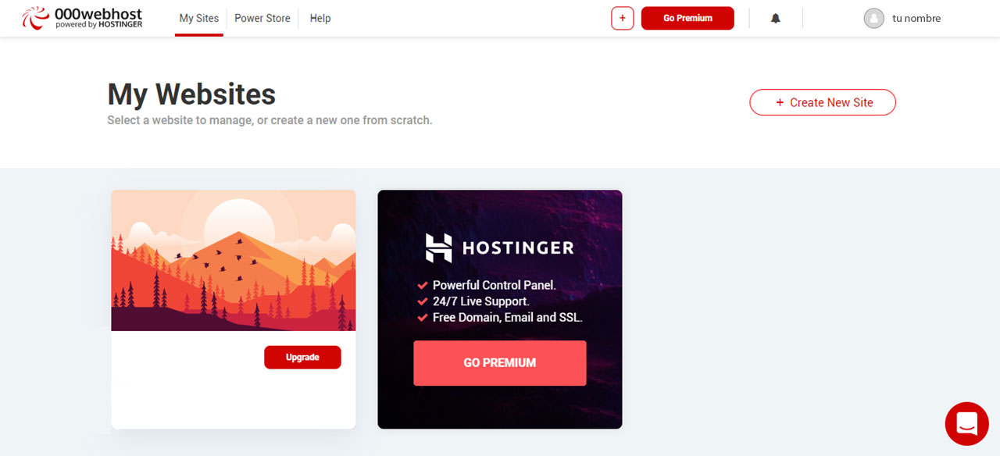 000webhost
powered by HOSTINGER
My Sites
Power Store
Help
+
Go Premium
tu nombre
My Websites
Select a website to manage, or create a new one from scratch.
+ Create New Site
Upgrade
HOSTINGER
Powerful Control Panel.
24/7 Live Support.
Free Domain, Email and SSL.
GO PREMIUM